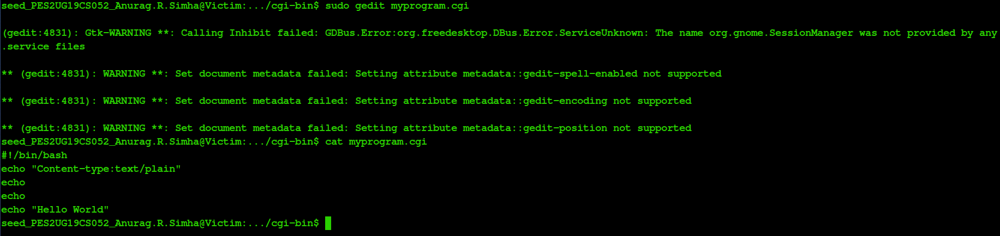 seed_PES2UG19CS052_Anurag.R.Simha@Victim:.../cgi-bin$ sudo gedit myprogram.cgi
(gedit:4831): Gtk-WARNING **: Calling Inhibit failed: GDBus.Error:org.freedesktop.DBus.Error.ServiceUnknown: The name org.gnome.SessionManager was not provided by any
.service files
** (gedit:4831): WARNING **: Set document metadata failed: Setting attribute metadata::gedit-spell-enabled not supported
** (gedit:4831): WARNING **: Set document metadata failed: Setting attribute metadata::gedit-encoding not supported
** (gedit:4831): WARNING **: Set document metadata failed: Setting attribute metadata::gedit-position not supported
seed_PES2UG19CS052_Anurag.R.Simha@Victim:.../cgi-bin$ cat myprogram.cgi
#!/bin/bash
echo "Content-type:text/plain"
echo
echo
echo "Hello World"
seed_PES2UG19CS052_Anurag.R.Simha@Victim:.../cgi-bin$